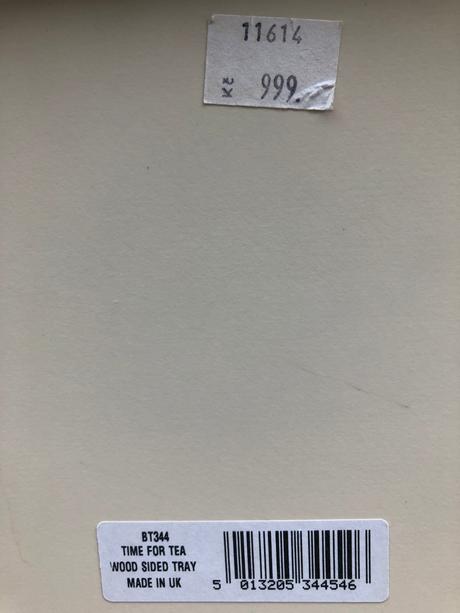 11614
Kč 999.
BT344
TIME FOR TEA
WOOD SIDED TRAY
MADE IN UK
5 013205 344546